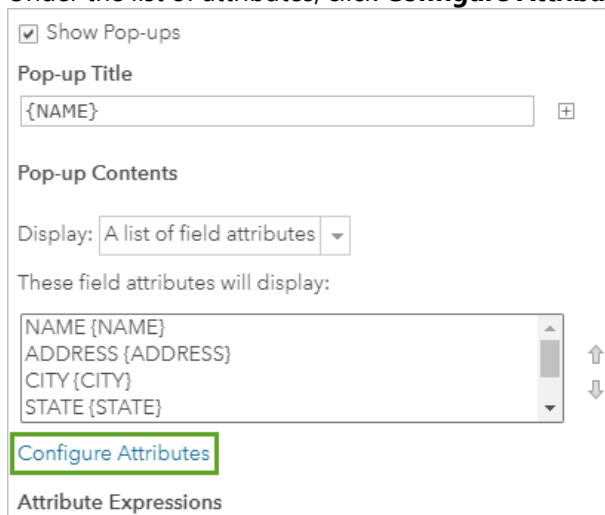 Show Pop-ups
Pop-up Title
{NAME}
Pop-up Contents
Display: A list of field attributes
These field attributes will display:
NAME {NAME}
ADDRESS {ADDRESS}
CITY {CITY}
STATE {STATE}
Configure Attributes
Attribute Expressions